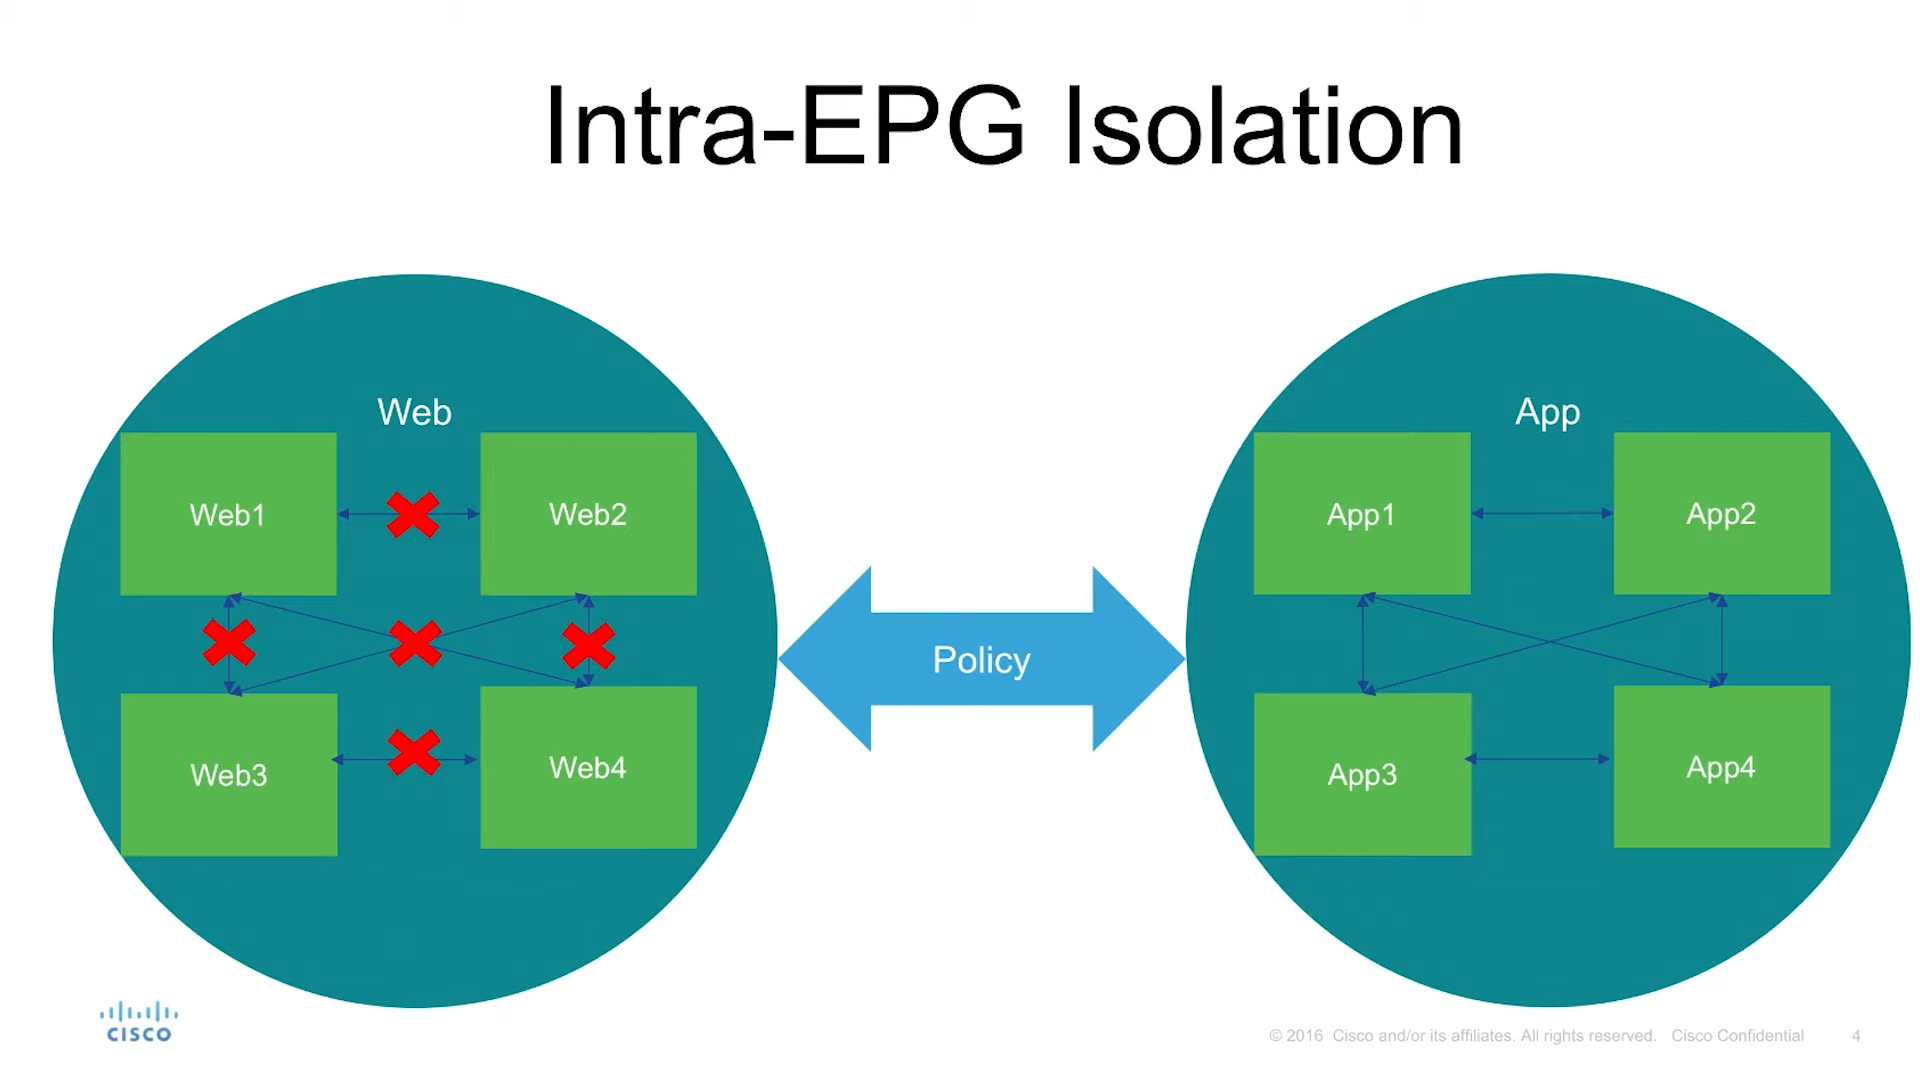 Intra-EPG Isolation
Web
App
Web1
Web2
App1
App2
Policy
Web3
Web4
App3
App4
CISCO
© 2016 Cisco and/or its affiliates. All rights reserved. Cisco Confidential 4